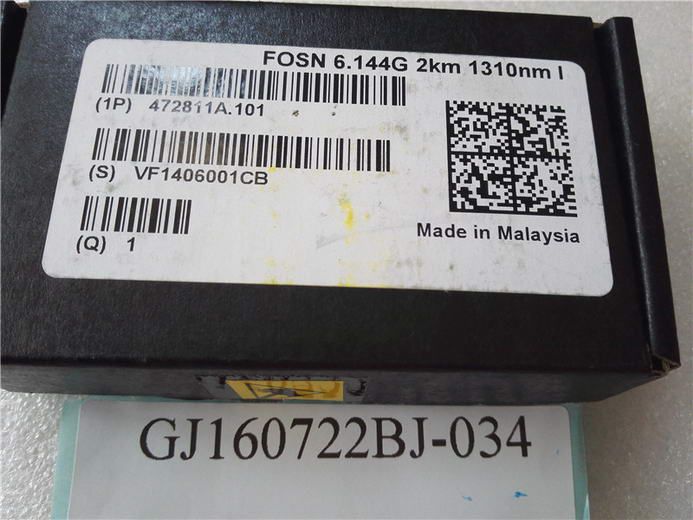 FOSN 6.144G 2km 1310nm I
(1P) 472811A.101
(S) VF1406001CB
(Q) 1
Made in Malaysia
GJ160722BJ-034